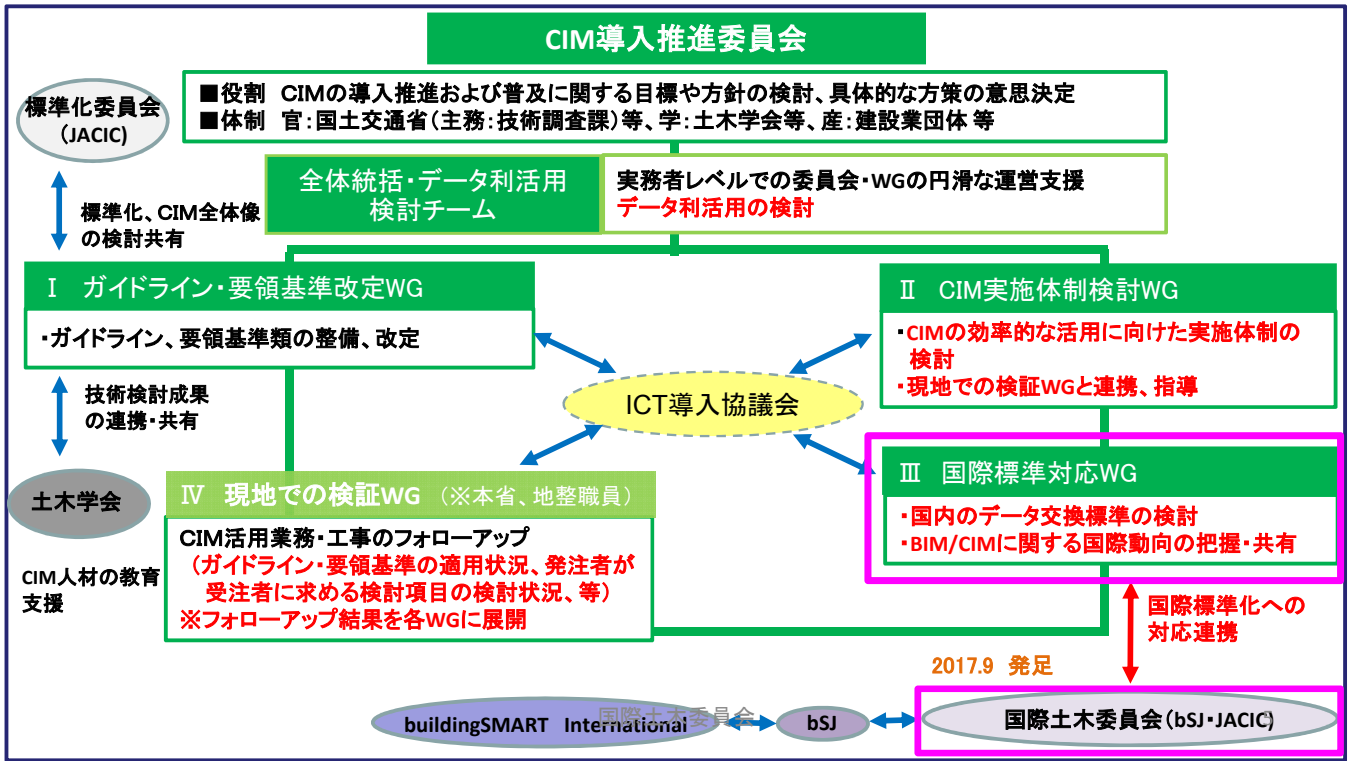 CIM導入推進委員会
標準化委員会
(JACIC)
■役割 CIMの導入推進および普及に関する目標や方針の検討、具体的な方策の意思決定
■体制 官:国土交通省(主務:技術調査課)等、学:土木学会等、産:建設業団体 等
全体統括・データ利活用
検討チーム
実務者レベルでの委員会・WGの円滑な運営支援
データ利活用の検討
標準化、CIM全体像
の検討共有
Ⅰ ガイドライン・要領基準改定WG
・ガイドライン、要領基準類の整備、改定
Ⅱ CIM実施体制検討WG
・CIMの効率的な活用に向けた実施体制の
検討
・現地での検証WGと連携、指導
技術検討成果
の連携・共有
ICT導入協議会
土木学会
Ⅳ 現地での検証WG (※本省、地整職員)
CIM活用業務・工事のフォローアップ
(ガイドライン・要領基準の適用状況、発注者が
受注者に求める検討項目の検討状況、等)
※フォローアップ結果を各WGに展開
Ⅲ 国際標準対応WG
・国内のデータ交換標準の検討
・BIM/CIMに関する国際動向の把握・共有
CIM人材の教育
支援
国際標準化への
対応連携
2017.9 発足
buildingSMART International
国際土木委員会
bSJ
国際土木委員会(bSJ・JACIC)